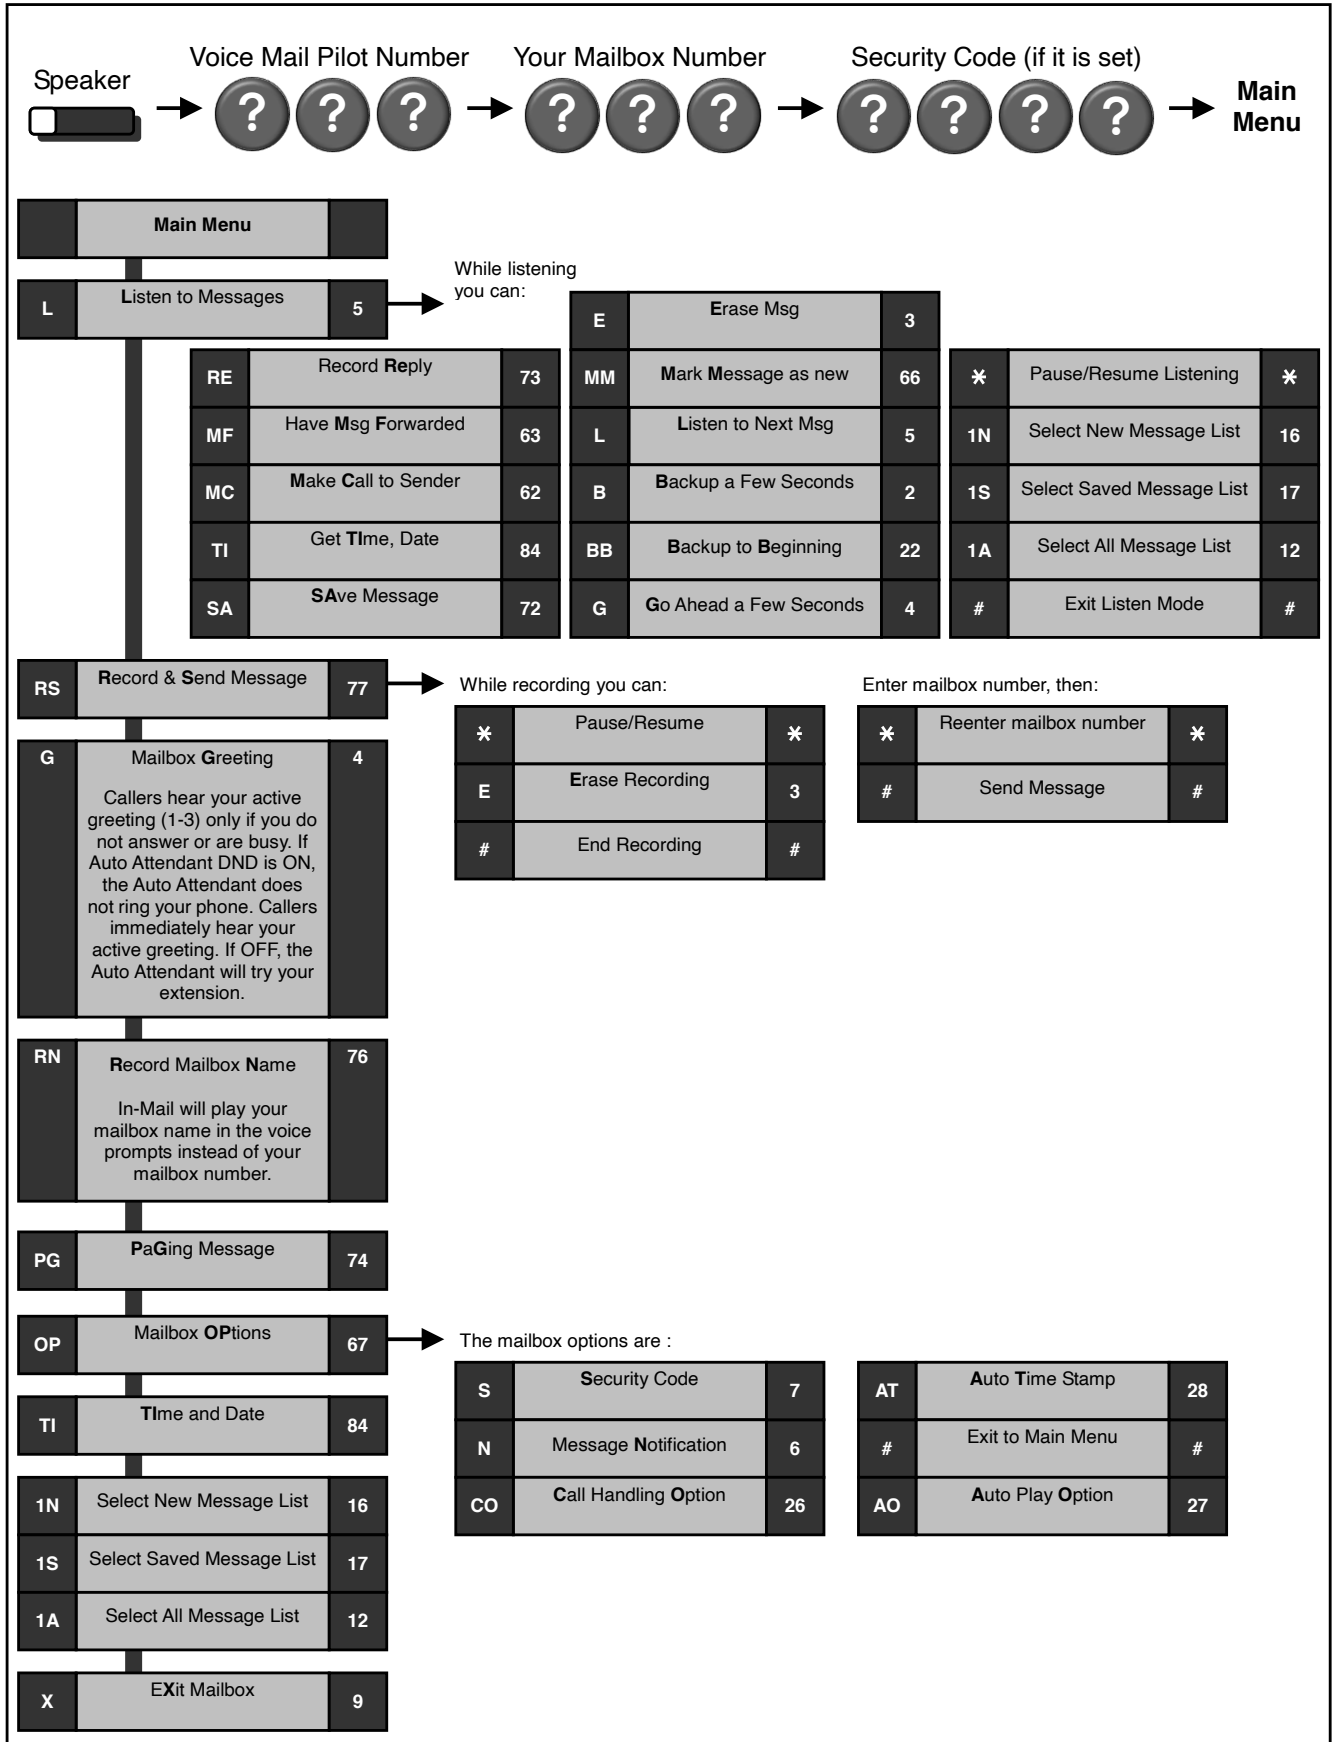 Speaker
Voice Mail Pilot Number
? ? ?
Your Mailbox Number
? ? ?
Security Code (if it is set)
? ? ? ?
Main
Menu
Main Menu
L Listen to Messages 5
While listening
you can:
RE Record Reply 73
MF Have Msg Forwarded 63
MC Make Call to Sender 62
TI Get TIme, Date 84
SA SAve Message 72
E Erase Msg 3
MM Mark Message as new 66
L Listen to Next Msg 5
B Backup a Few Seconds 2
BB Backup to Beginning 22
G Go Ahead a Few Seconds 4
* Pause/Resume Listening *
1N Select New Message List 16
1S Select Saved Message List 17
1A Select All Message List 12
# Exit Listen Mode #
RS Record & Send Message 77
While recording you can:
* Pause/Resume *
E Erase Recording 3
# End Recording #
Enter mailbox number, then:
* Reenter mailbox number *
# Send Message #
G Mailbox Greeting 4
Callers hear your active
greeting (1-3) only if you do
not answer or are busy. If
Auto Attendant DND is ON,
the Auto Attendant does
not ring your phone. Callers
immediately hear your
active greeting. If OFF, the
Auto Attendant will try your
extension.
RN Record Mailbox Name 76
In-Mail will play your
mailbox name in the voice
prompts instead of your
mailbox number.
PG PaGing Message 74
OP Mailbox OPtions 67
The mailbox options are :
S Security Code 7
N Message Notification 6
CO Call Handling Option 26
AT Auto Time Stamp 28
# Exit to Main Menu #
AO Auto Play Option 27
TI TIme and Date 84
1N Select New Message List 16
1S Select Saved Message List 17
1A Select All Message List 12
X EXit Mailbox 9